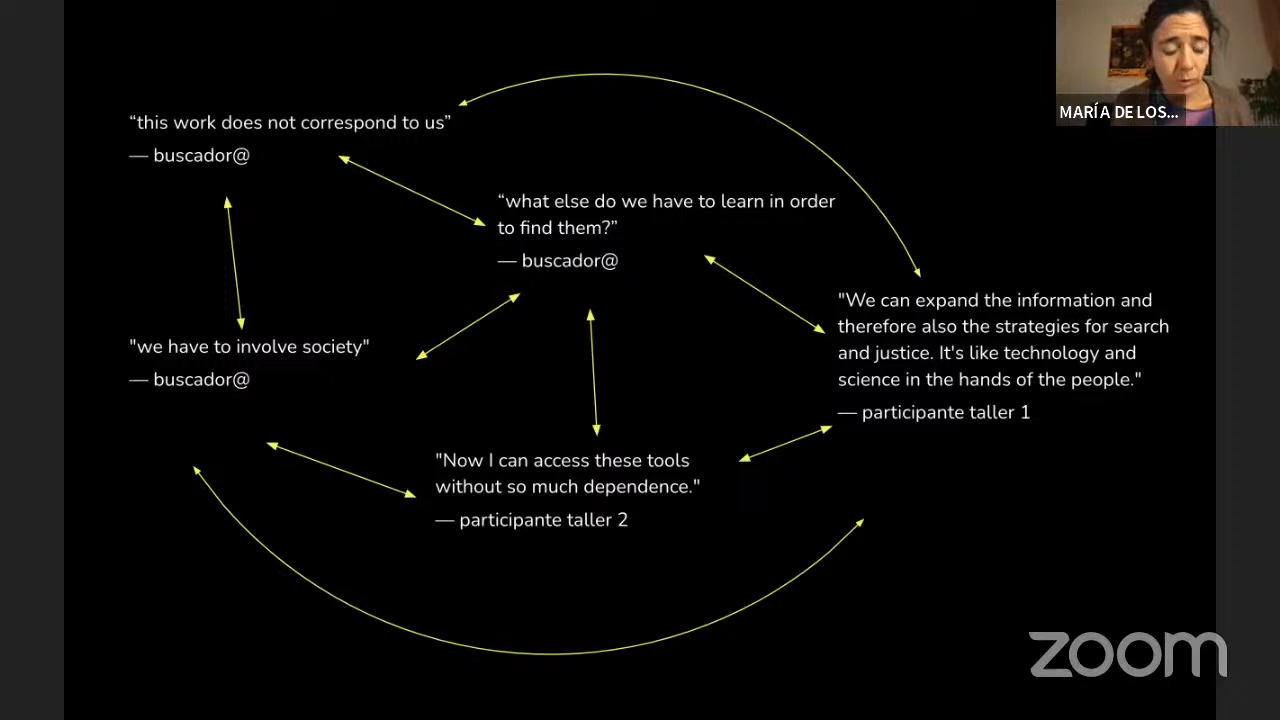 “this work does not correspond to us”
— buscador@
“what else do we have to learn in order
to find them?”
— buscador@
"We can expand the information and
therefore also the strategies for search
and justice. It's like technology and
science in the hands of the people."
— participante taller 1
"we have to involve society"
— buscador@
"Now I can access these tools
without so much dependence."
— participante taller 2
MARÍA DE LOS...
zoom